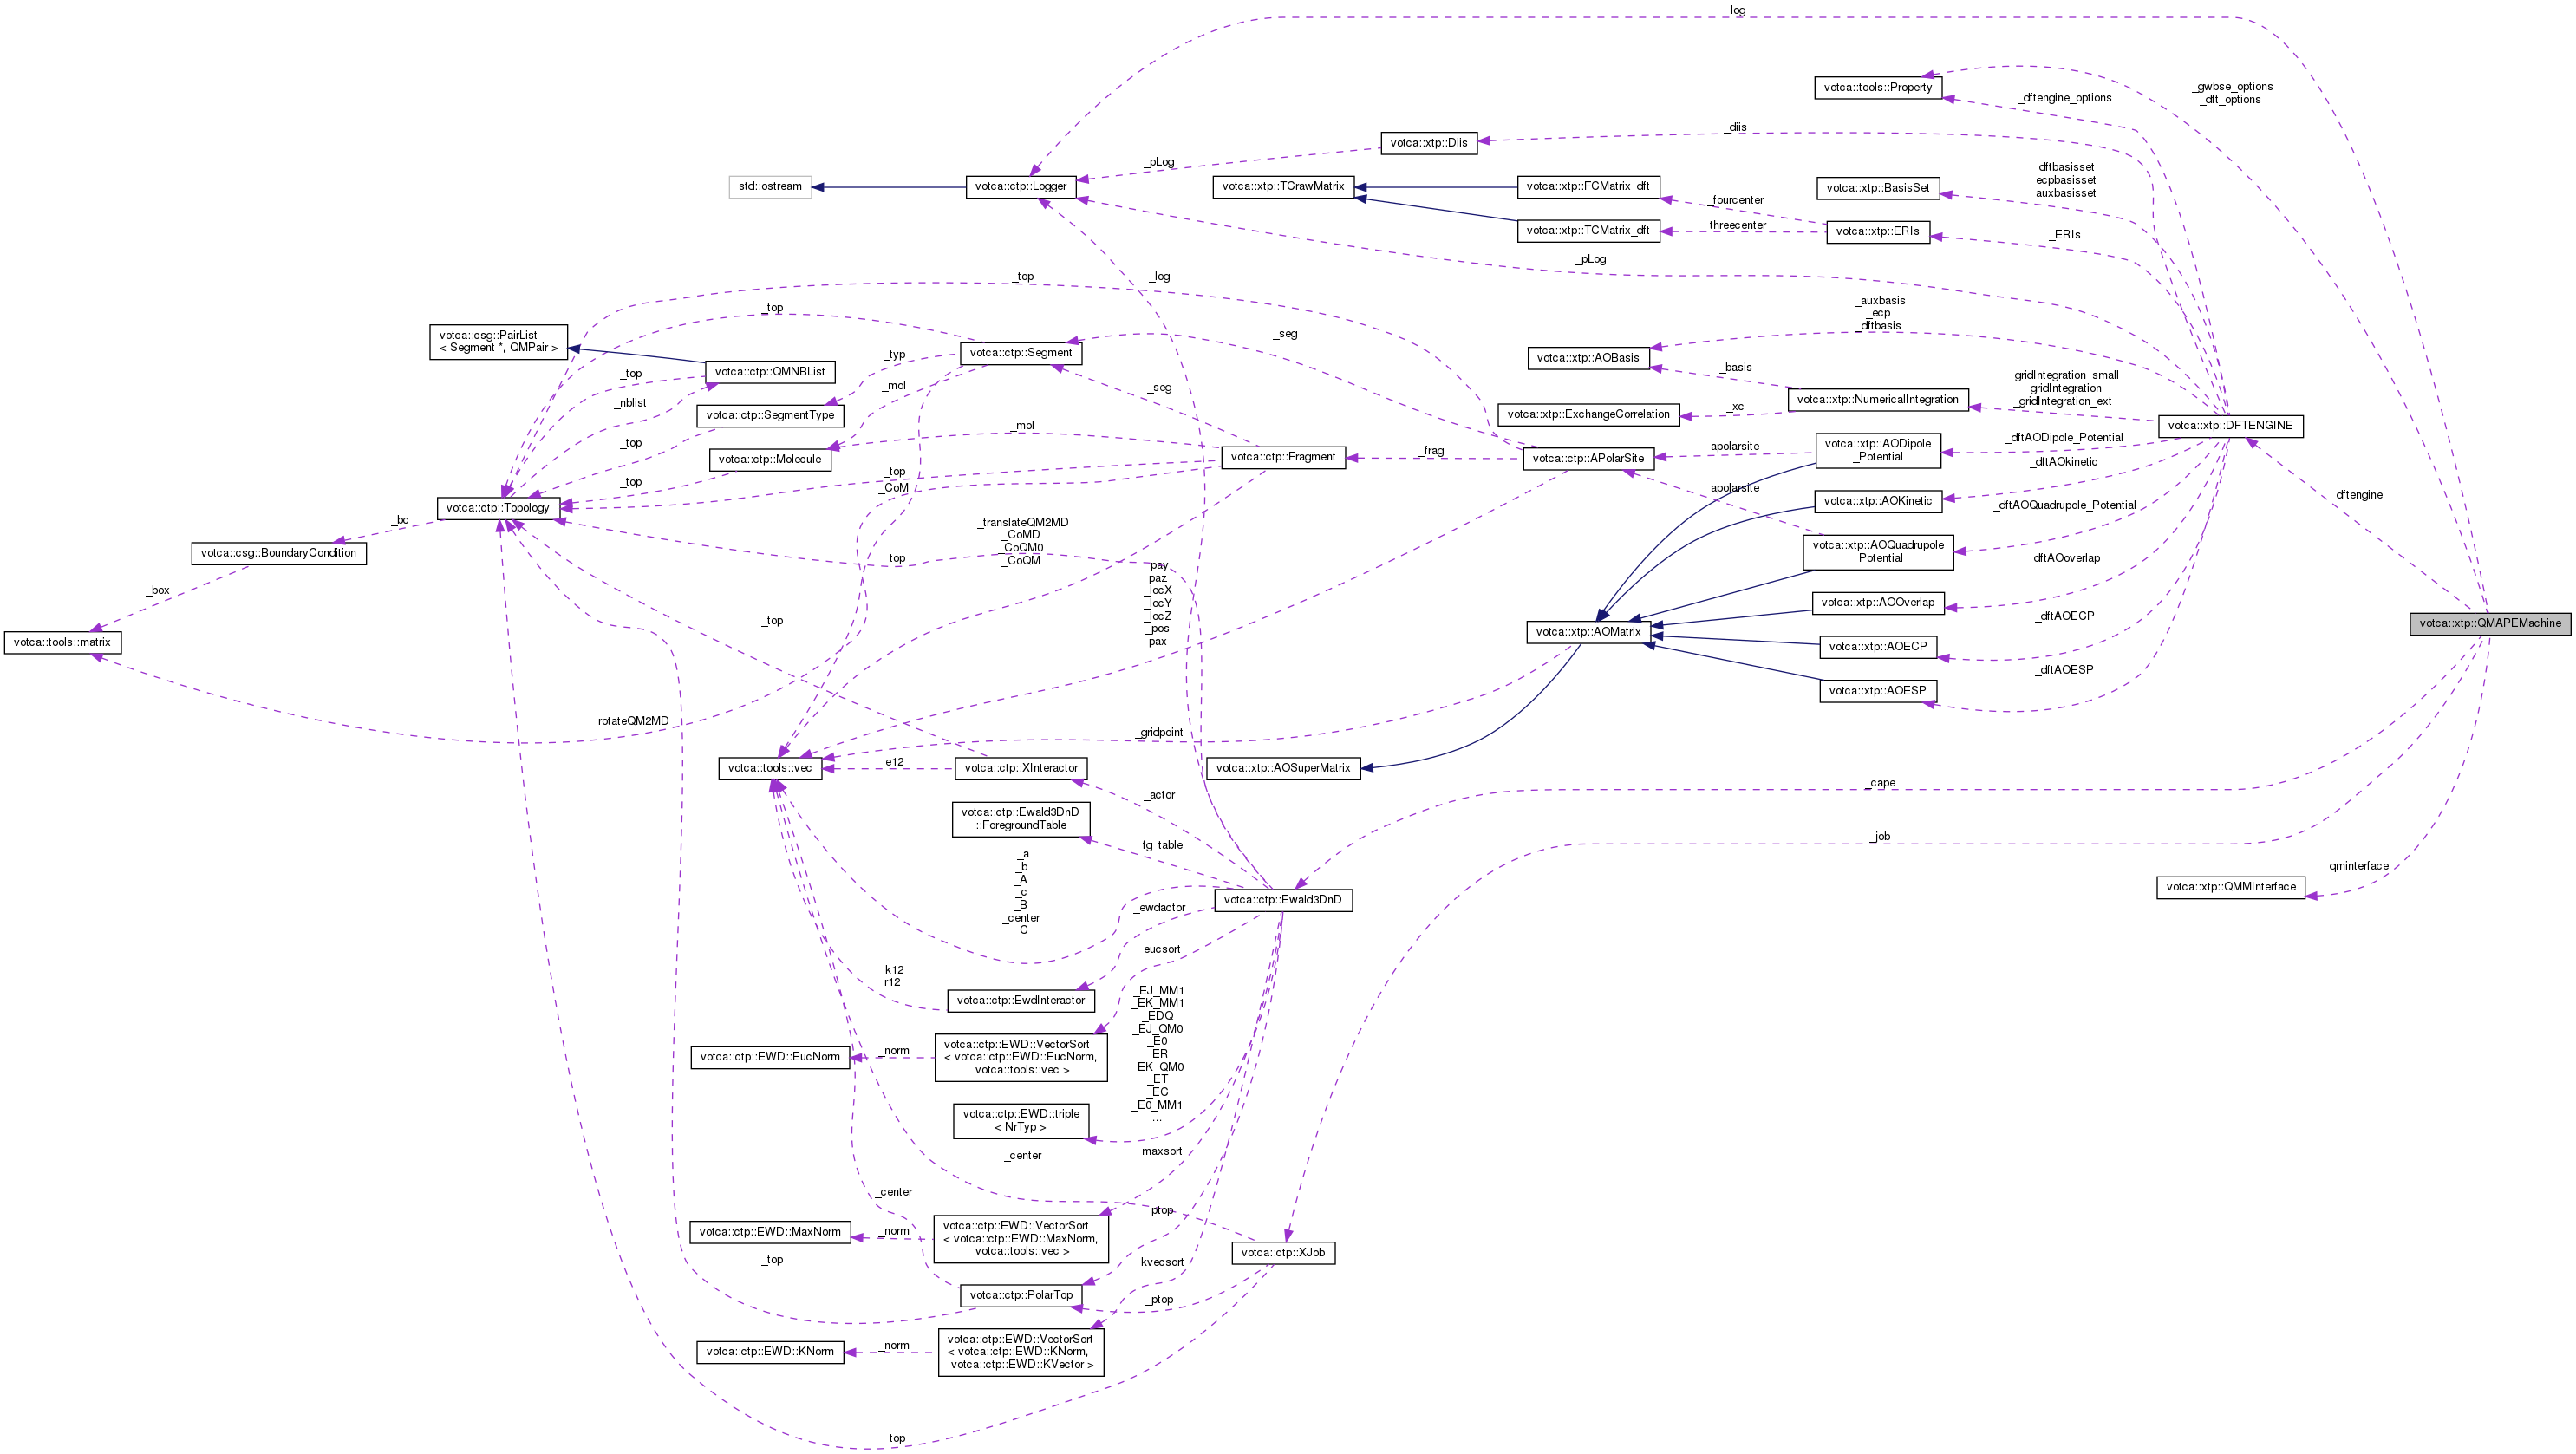 _log
votca::tools::Property
_gwbse_options
_dft_options
_dftengine_options
_diis
votca::xtp::Diis
_pLog
std::ostream
votca::ctp::Logger
votca::xtp::TCrawMatrix
votca::xtp::FCMatrix_dft
_dftbasisset
_ecpbasisset
_auxbasisset
votca::xtp::BasisSet
_fourcenter
votca::xtp::TCMatrix_dft
_threecenter
votca::xtp::ERIs
_ERIs
_pLog
_top
_log
_top
_auxbasis
_ecp
_dftbasis
votca::csg::PairList
< Segment *, QMPair >
_seg
votca::ctp::Segment
votca::xtp::AOBasis
_typ
_basis
votca::ctp::QMNBList
_top
_mol
_seg
_gridIntegration_small
_gridIntegration
_gridIntegration_ext
_nblist
votca::xtp::NumericalIntegration
votca::ctp::SegmentType
votca::xtp::ExchangeCorrelation
_xc
_mol
votca::xtp::DFTENGINE
_top
votca::xtp::AODipole
_Potential
_dftAODipole_Potential
votca::ctp::Molecule
votca::ctp::Fragment
_frag
votca::ctp::APolarSite
apolarsite
_dftAOkinetic
_top
_top
_CoM
apolarsite
votca::xtp::AOKinetic
dftengine
votca::ctp::Topology
_dftAOQuadrupole_Potential
_bc
_translateQM2MD
_CoMD
_CoQM0
_CoQM
votca::csg::BoundaryCondition
votca::xtp::AOQuadrupole
_Potential
_top
_dftAOoverlap
pay
paz
_locX
_locY
_locZ
_pos
pax
_box
votca::xtp::AOOverlap
_dftAOECP
_top
votca::xtp::QMAPEMachine
votca::xtp::AOMatrix
votca::tools::matrix
votca::xtp::AOECP
_dftAOESP
votca::xtp::AOESP
_rotateQM2MD
_gridpoint
votca::tools::vec
e12
votca::ctp::XInteractor
votca::xtp::AOSuperMatrix
_actor
_cape
votca::ctp::Ewald3DnD
::ForegroundTable
_job
_fg_table
_a
_b
_A
_c
_B
_center
_C
qminterface
votca::xtp::QMMInterface
votca::ctp::Ewald3DnD
_ewdactor
_eucsort
k12
r12
votca::ctp::EwdInteractor
_EJ_MM1
_EK_MM1
_EDQ
_EJ_QM0
_E0
_ER
_EK_QM0
_ET
_EC
_E0_MM1
...
votca::ctp::EWD::EucNorm
_norm
votca::ctp::EWD::VectorSort
< votca::ctp::EWD::EucNorm,
votca::tools::vec >
votca::ctp::EWD::triple
< NrTyp >
_center
_maxsort
_center
_ptop
votca::ctp::EWD::MaxNorm
_norm
votca::ctp::EWD::VectorSort
< votca::ctp::EWD::MaxNorm,
votca::tools::vec >
_top
_kvecsort
votca::ctp::XJob
votca::ctp::PolarTop
_ptop
votca::ctp::EWD::KNorm
_norm
votca::ctp::EWD::VectorSort
< votca::ctp::EWD::KNorm,
votca::ctp::EWD::KVector >
_top